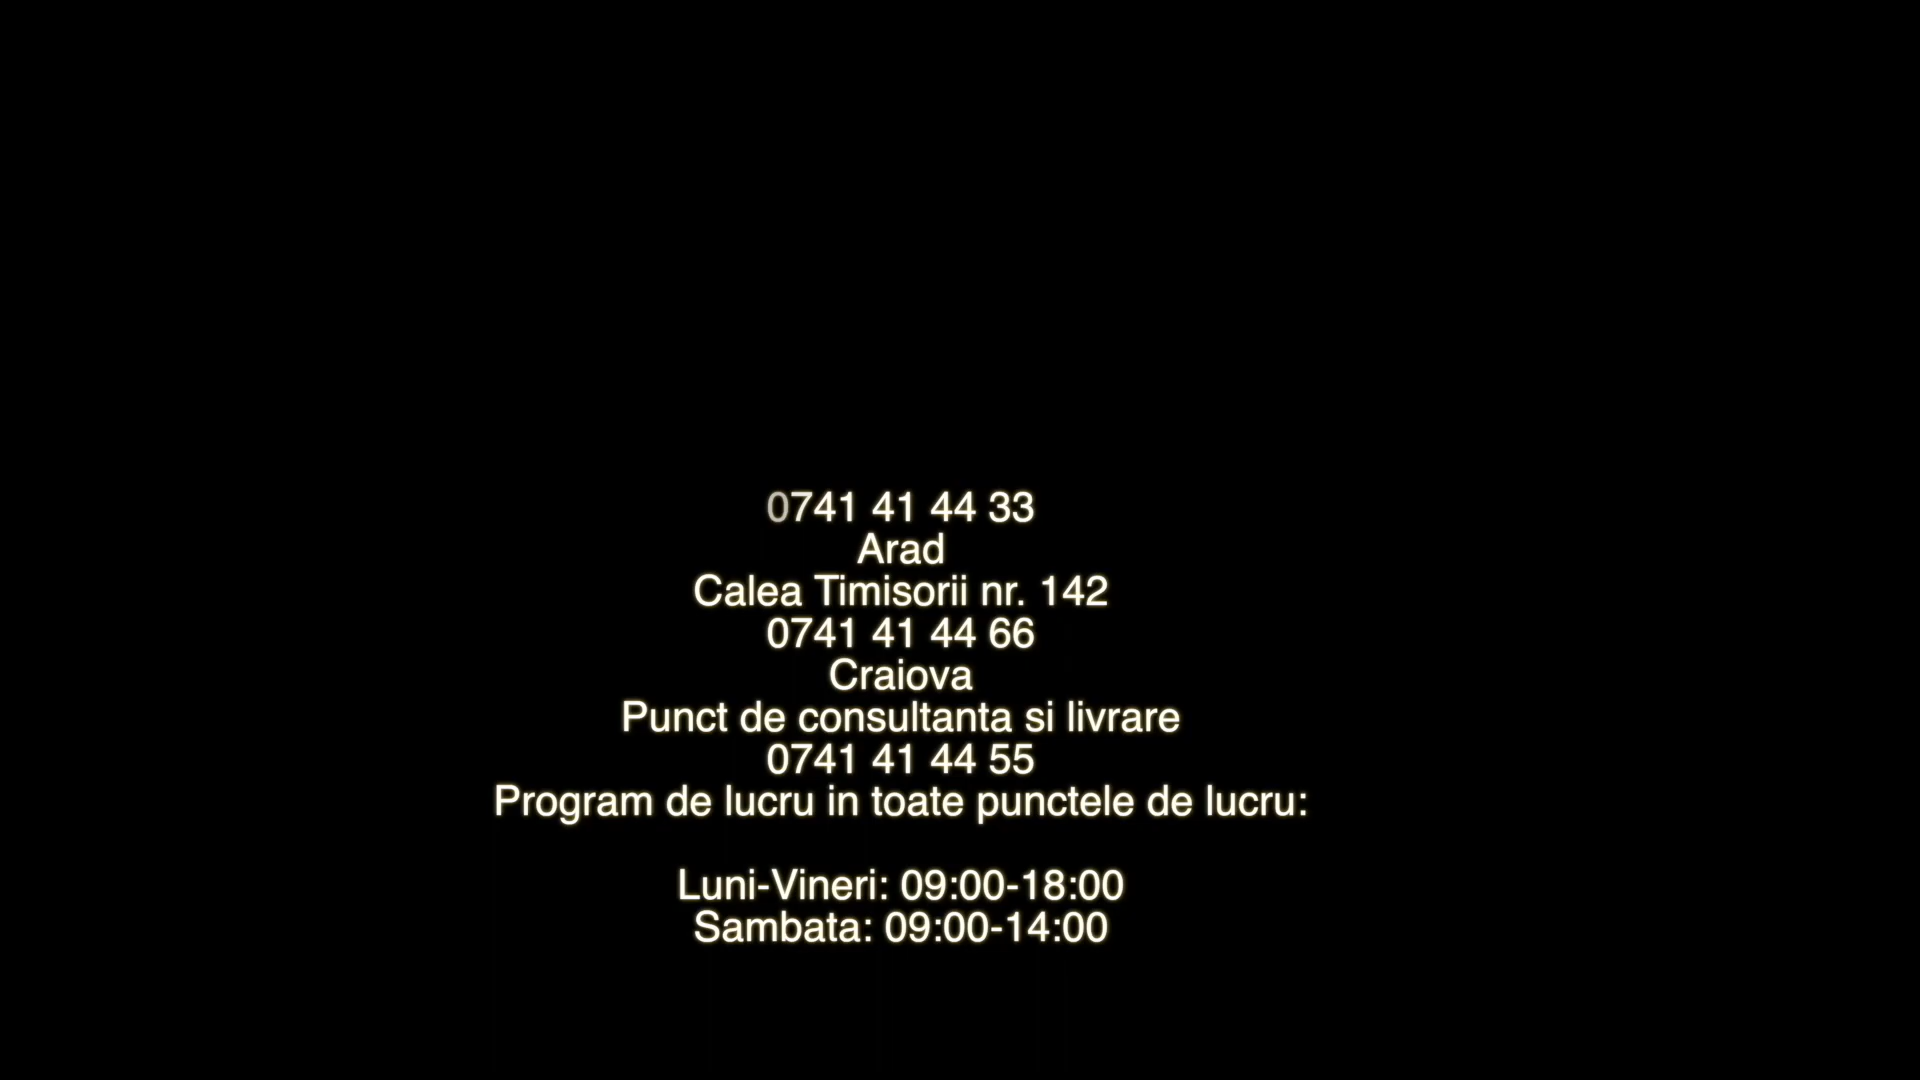 0741 41 44 33
Arad
Calea Timisorii nr. 142
0741 41 44 66
Craiova
Punct de consultanta si livrare
0741 41 44 55
Program de lucru in toate punctele de lucru:
Luni-Vineri: 09:00-18:00
Sambata: 09:00-14:00